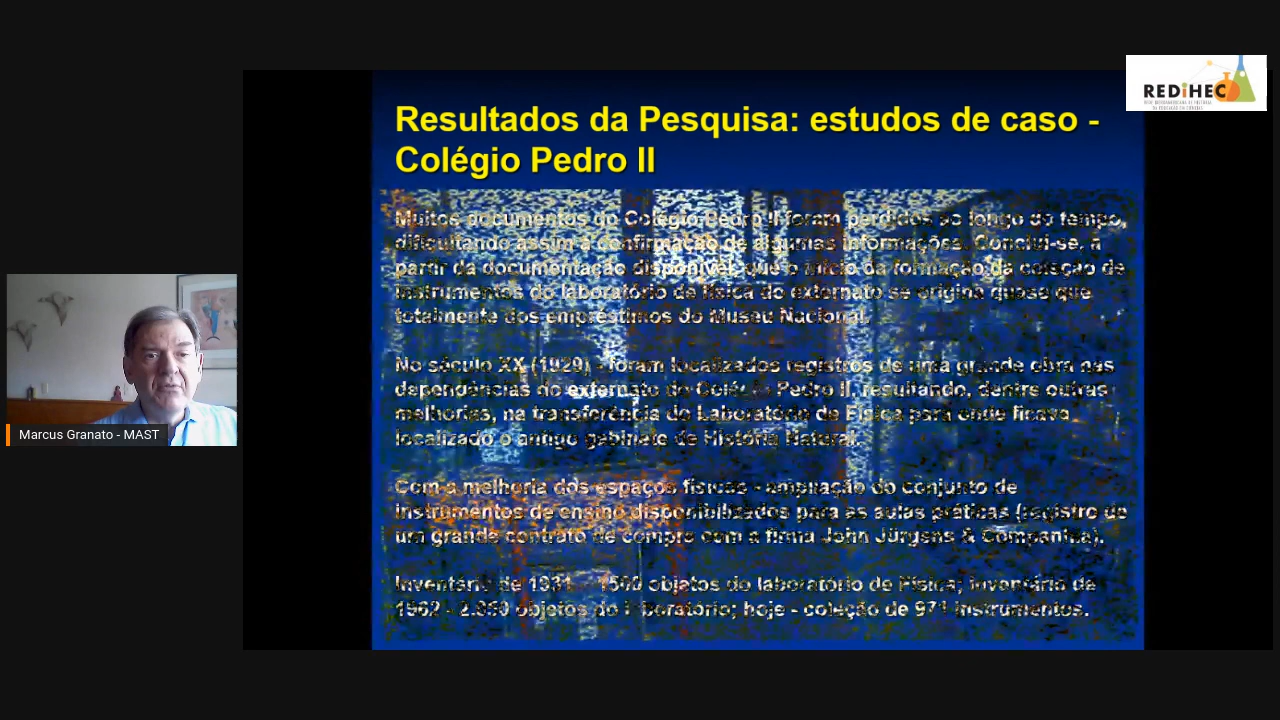 REDiHEC
Resultados da Pesquisa: estudos de caso -
Colégio Pedro II
Muitos documentos do Colégio Pedro II foram perdidos ao longo do tempo,
dificultando assim a confirmação de algumas informações. Conclui-se, a
partir da documentação disponível, que o início da formação da coleção de
instrumentos do laboratório de física do externato se origina quase que
totalmente dos empréstimos do Museu Nacional.
No século XX (1929) - foram localizados registros de uma grande obra nas
dependências do externato do Colégio Pedro II, resultando, dentre outras
melhorias, na transferência do Laboratório de Física para onde ficava
localizado o antigo gabinete de História Natural.
Com a melhoria dos espaços físicos - ampliação do conjunto de
instrumentos de ensino disponibilizados para as aulas práticas (registro de
um grande contrato de compra com a firma John Jürgens & Companhia).
Inventário de 1931 - objetos do laboratório de Física; inventário de
objetos do laboratório; hoje - coleção de 971 instrumentos.
Marcus Granato - MAST